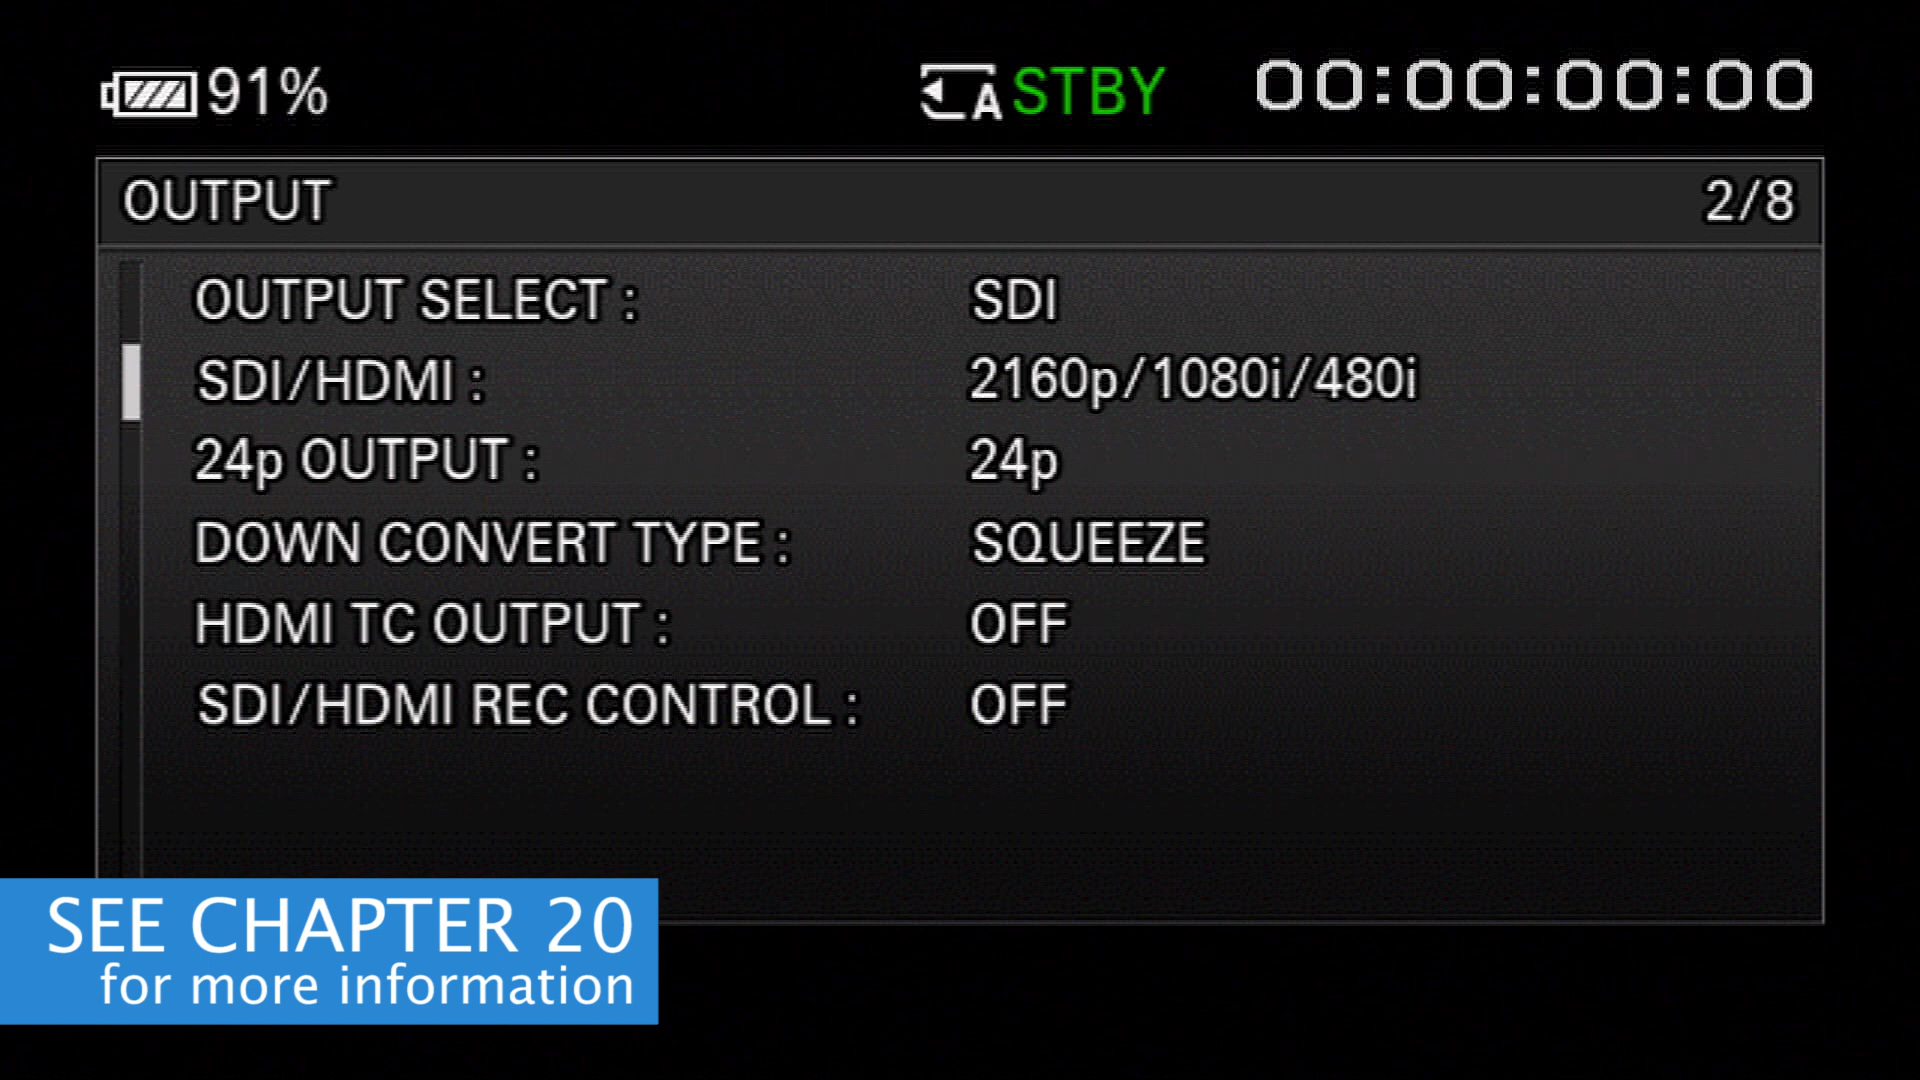 91%
A STBY 00:00:00:00
OUTPUT 2/8
OUTPUT SELECT : SDI
SDI/HDMI : 2160p/1080i/480i
24p OUTPUT : 24p
DOWN CONVERT TYPE : SQUEEZE
HDMI TC OUTPUT : OFF
SDI/HDMI REC CONTROL : OFF
SEE CHAPTER 20
for more information